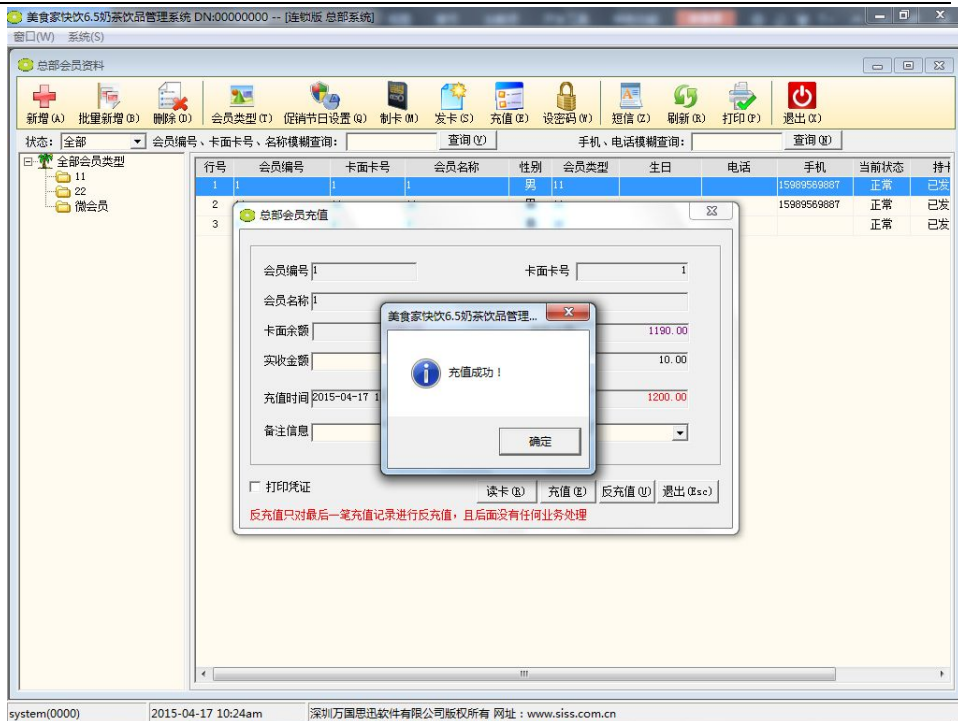 美食家快饮6.5奶茶饮品管理系统 DN:00000000 -- [连锁版 总部系统]
窗口(W) 系统(S)
总部会员资料
新增(A) 批里新增(B) 删除(D) 会员类型(T) 促销节日设置(Q) 制卡(M) 发卡(S) 充值(E) 设密码(W) 短信(Z) 刷新(R) 打印(P) 退出(X)
状态: 全部 会员编号、卡面卡号、名称模糊查询: 查询(Y) 手机、电话模糊查询: 查询(N)
全部会员类型
11
22
微会员
行号 会员编号 卡面卡号 会员名称 性别 会员类型 生日 电话 手机 当前状态 持卡
1 1 1 1 男 11 15989569887 正常 已发
2 15989569887 正常 已发
3 正常 已发
总部会员充值
会员编号 1 卡面卡号 1
会员名称 1
卡面余额 1190.00
实收金额 10.00
充值时间 2015-04-17 1 1200.00
备注信息
美食家快饮6.5奶茶饮品管理...
充值成功！
确定
打印凭证 读卡(R) 充值(E) 反充值(U) 退出(Esc)
反充值只对最后一笔充值记录进行反充值，且后面没有任何业务处理
system(0000) 2015-04-17 10:24am 深圳万国思迅软件有限公司版权所有 网址：www.siss.com.cn